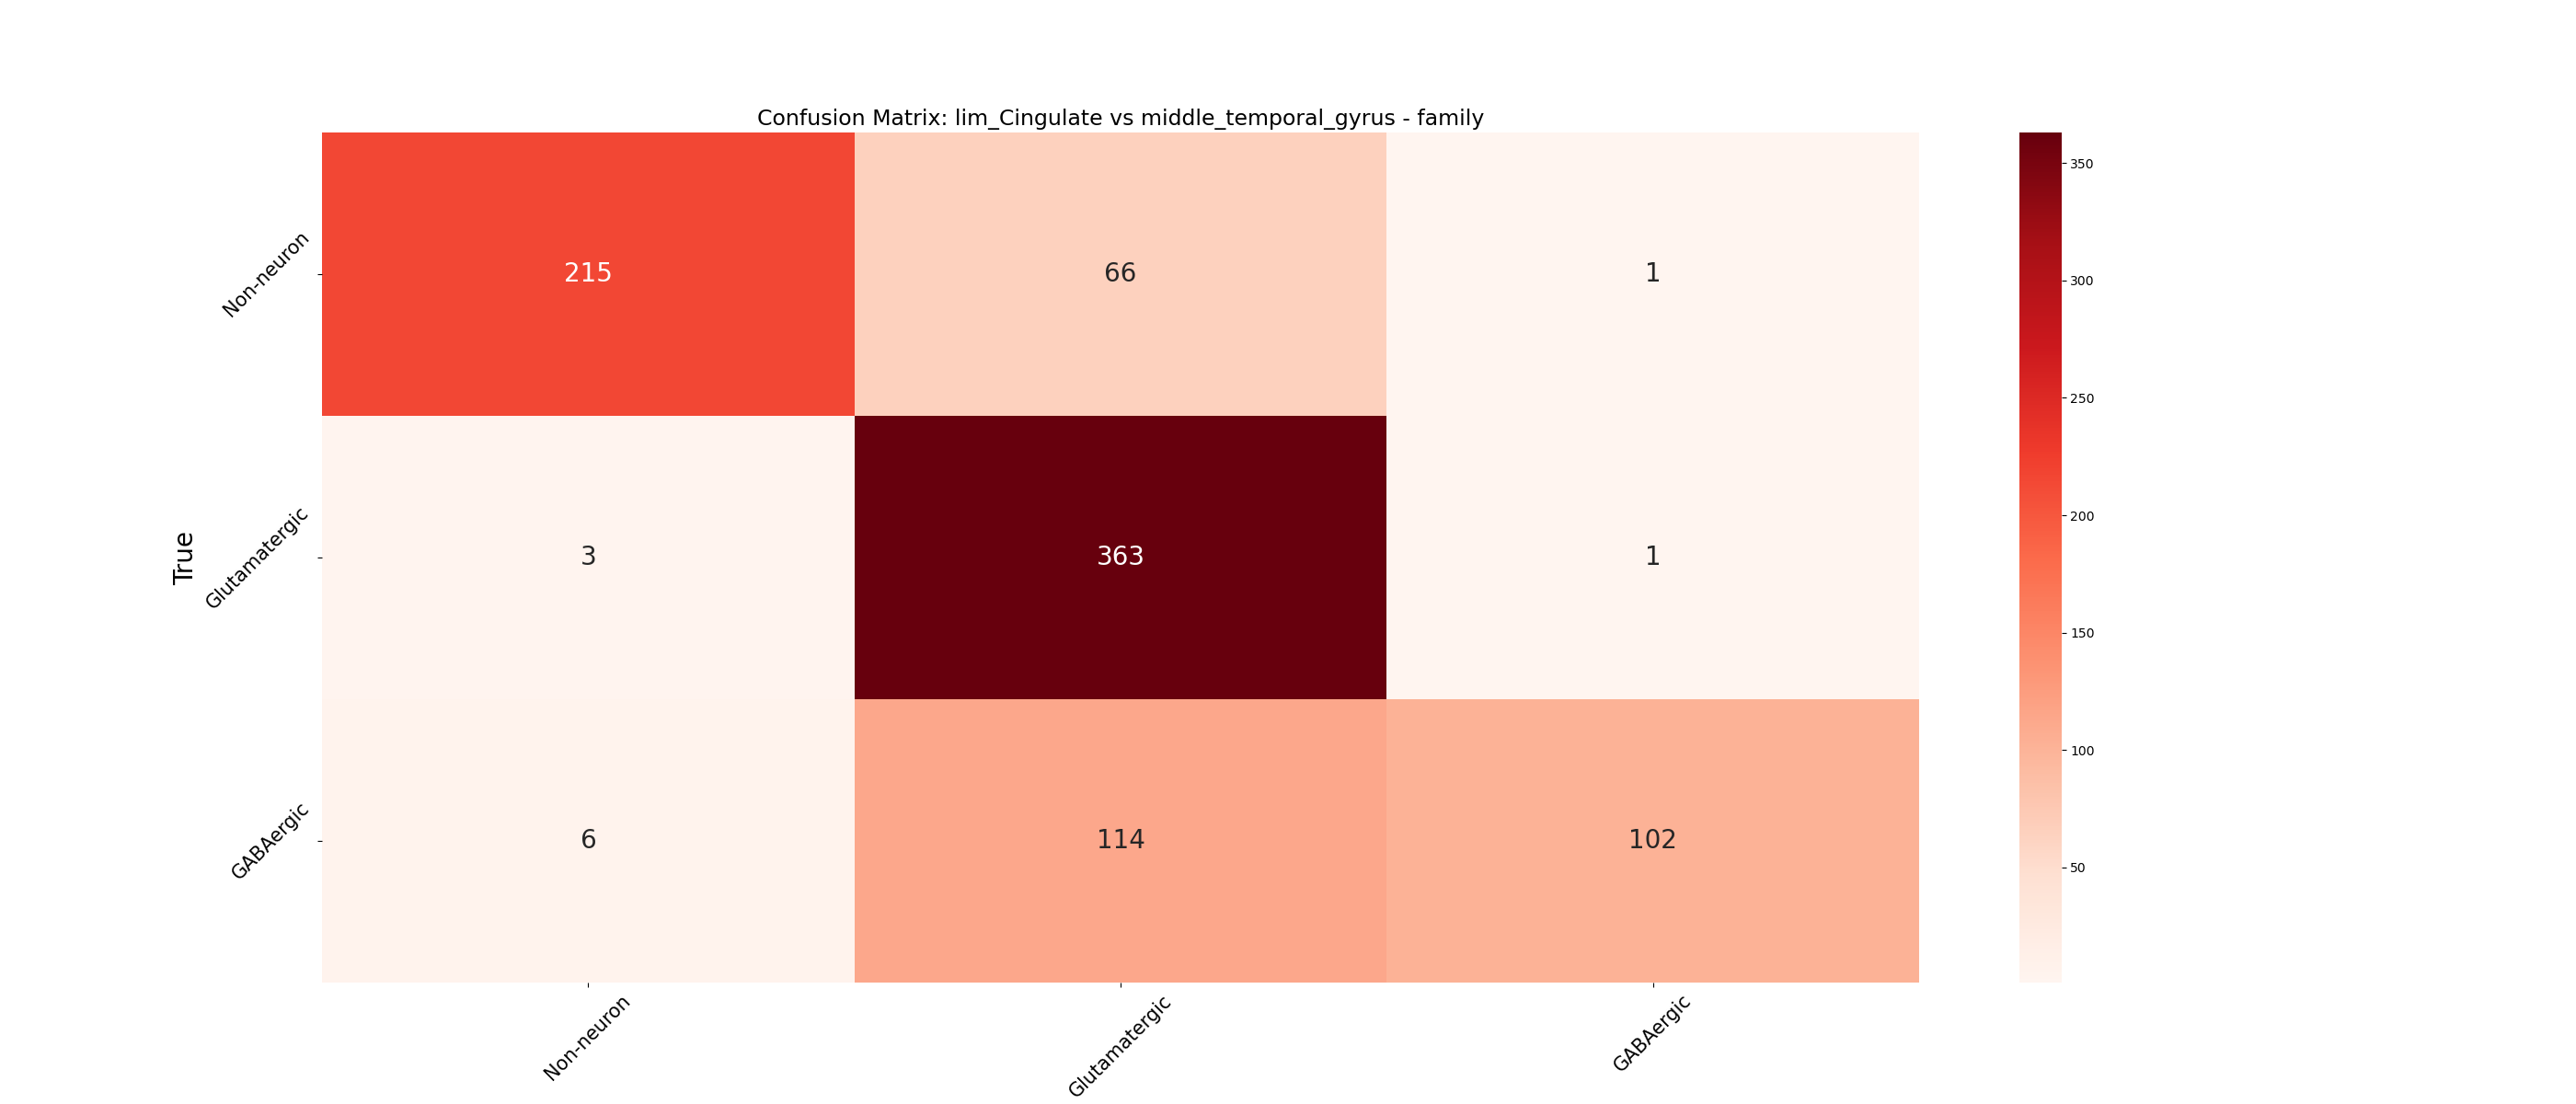 Confusion Matrix: lim_Cingulate vs middle_temporal_gyrus - family
True
Non-neuron
215
66
1
Glutamatergic
3
363
1
GABAergic
6
114
102
Non-neuron
Glutamatergic
GABAergic
350
300
250
200
150
100
50